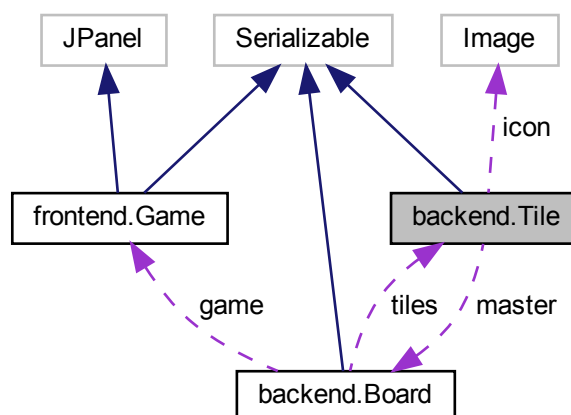 JPanel
Serializable
Image
icon
frontend.Game
backend.Tile
game
tiles
master
backend.Board